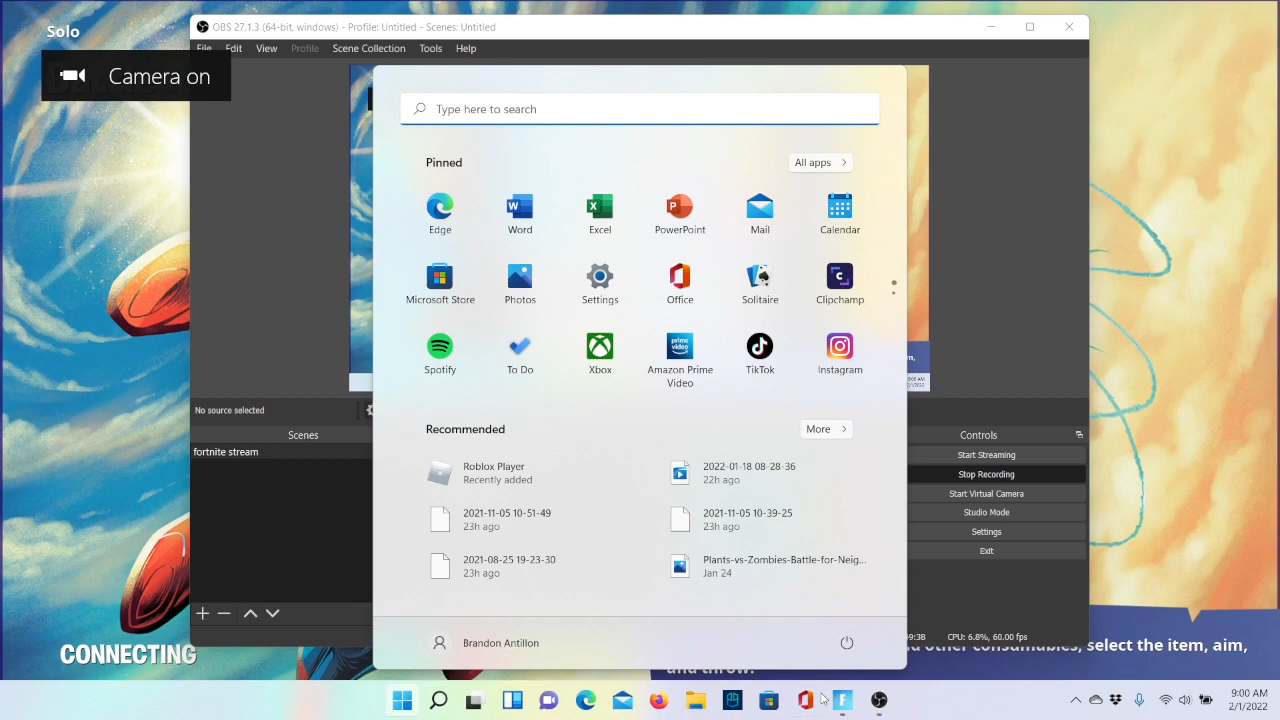 Solo
OBS 27.1.3 (64-bit, windows) - Profile: Untitled - Scenes: Untitled
File Edit View Profile Scene Collection Tools Help
Camera on
Type here to search
Pinned
All apps
Edge
Word
Excel
PowerPoint
Mail
Calendar
Microsoft Store
Photos
Settings
Office
Solitaire
Clipchamp
Spotify
To Do
Xbox
Amazon Prime
Video
TikTok
Instagram
No source selected
Recommended
More
Scenes
fortnite stream
Roblox Player
Recently added
2022-01-18 08-28-36
22h ago
2021-11-05 10-51-49
23h ago
2021-11-05 10-39-25
23h ago
2021-08-25 19-23-30
23h ago
Plants-vs-Zombies-Battle-for-Neig...
Jan 24
Controls
Start Streaming
Stop Recording
Start Virtual Camera
Studio Mode
Settings
Exit
Brandon Antillon
:38 CPU: 6.8%, 60.00 fps
CONNECTING
other consumables, select the item, aim,
and throw.
9:00 AM
2/1/2022